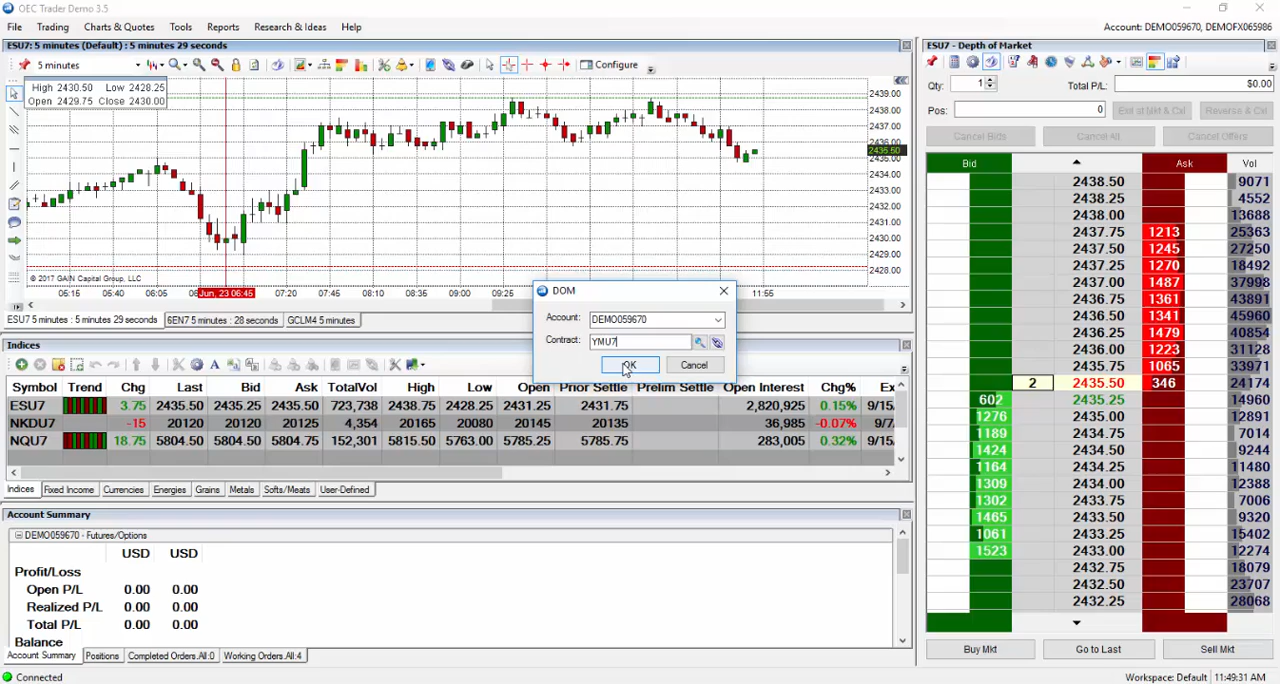 OEC Trader Demo 3.5
File Trading Charts & Quotes Tools Reports Research & Ideas Help
Account: DEMO059670, DEMOFX065986
ESU7: 5 minutes (Default) : 5 minutes 29 seconds
5 minutes
Configure
High 2430.50 Low 2428.25
Open 2429.75 Close 2430.00
2439.00
2438.00
2437.00
2436.00
2435.50
2435.00
2434.00
2433.00
2432.00
2431.00
2430.00
2429.00
2428.00
© 2017 GAIN Capital Group, LLC
05:15 05:40 06:05 Jun, 23 06:45 07:20 07:45 08:10 08:35 09:00 09:25 11:55
ESU7 5 minutes : 5 minutes 29 seconds 6EN7 5 minutes : 28 seconds GCLM4 5 minutes
DOM
Account: DEMO059670
Contract: YMU7
OK Cancel
Indices
Symbol Trend Chg Last Bid Ask TotalVol High Low Open Prior Settle Prelim Settle Open Interest Chg% Ex
ESU7 3.75 2435.50 2435.25 2435.50 723,738 2438.75 2428.25 2431.25 2431.75 2,820,925 0.15% 9/15
NKDU7 -15 20120 20120 20125 4,354 20165 20080 20145 20135 36,985 -0.07% 9/7
NQU7 18.75 5804.50 5804.50 5804.75 152,301 5815.50 5763.00 5785.25 5785.75 283,005 0.32% 9/15
Indices Fixed Income Currencies Energies Grains Metals Softs/Meats User-Defined
Account Summary
DEMO059670 - Futures/Options
USD USD
Profit/Loss
Open P/L 0.00 0.00
Realized P/L 0.00 0.00
Total P/L 0.00 0.00
Balance
Account Summary Positions Completed Orders.All:0 Working Orders.All:4
ESU7 - Depth of Market
Qty: 1 Total P/L: $0.00
Pos: 0 Exit at Mkt & Cxl Reverse & Cxl
Cancel Bids Cancel All Cancel Offers
Bid Ask Vol
2438.50 9071
2438.25 4552
2438.00 13688
2437.75 1213 25363
2437.50 1245 27250
2437.25 1270 18492
2437.00 1487 37998
2436.75 1361 43891
2436.50 1341 45960
2436.25 1479 40854
2436.00 1223 31128
2435.75 1065 33971
2 2435.50 346 24174
602 2435.25 14960
1276 2435.00 12891
1189 2434.75 7014
1424 2434.50 9244
1164 2434.25 11480
1309 2434.00 12388
1302 2433.75 7006
1465 2433.50 9320
1061 2433.25 15402
1523 2433.00 12274
2432.75 18079
2432.50 23707
2432.25 28068
Buy Mkt Go to Last Sell Mkt
Connected
Workspace: Default 11:49:31 AM